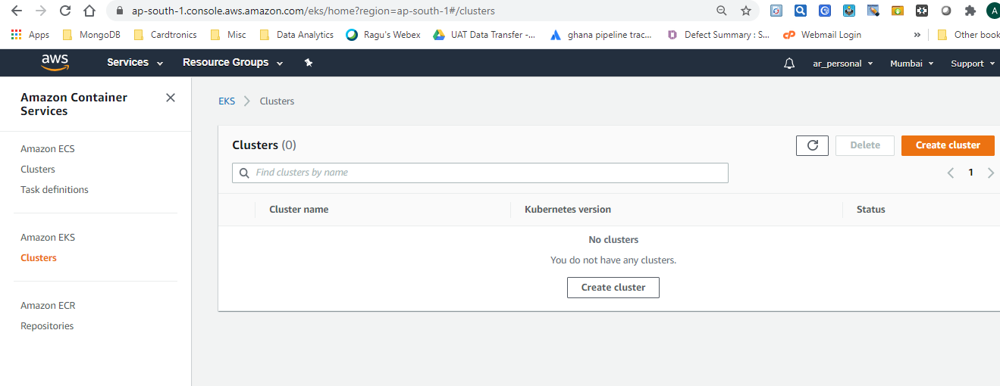 ap-south-1.console.aws.amazon.com/eks/home?region=ap-south-1#/clusters
A
Apps MongoDB Cardtronics Misc Data Analytics Ragu's Webex UAT Data Transfer -... ghana pipeline trac... Defect Summary : S... cP Webmail Login » Other book
aws Services Resource Groups ar_personal Mumbai Support
Amazon Container
Services
Amazon ECS
Clusters
Task definitions
Amazon EKS
Clusters
Amazon ECR
Repositories
EKS Clusters
Clusters (0) Delete Create cluster
Find clusters by name 1
Cluster name Kubernetes version Status
No clusters
You do not have any clusters.
Create cluster